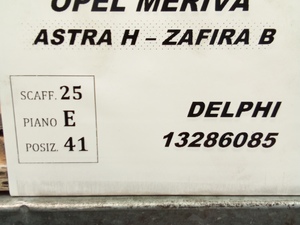 OPEL MERIVA
ASTRA H – ZAFIRA B
SCAFF. 25
PIANO E
POSIZ. 41
DELPHI
13286085